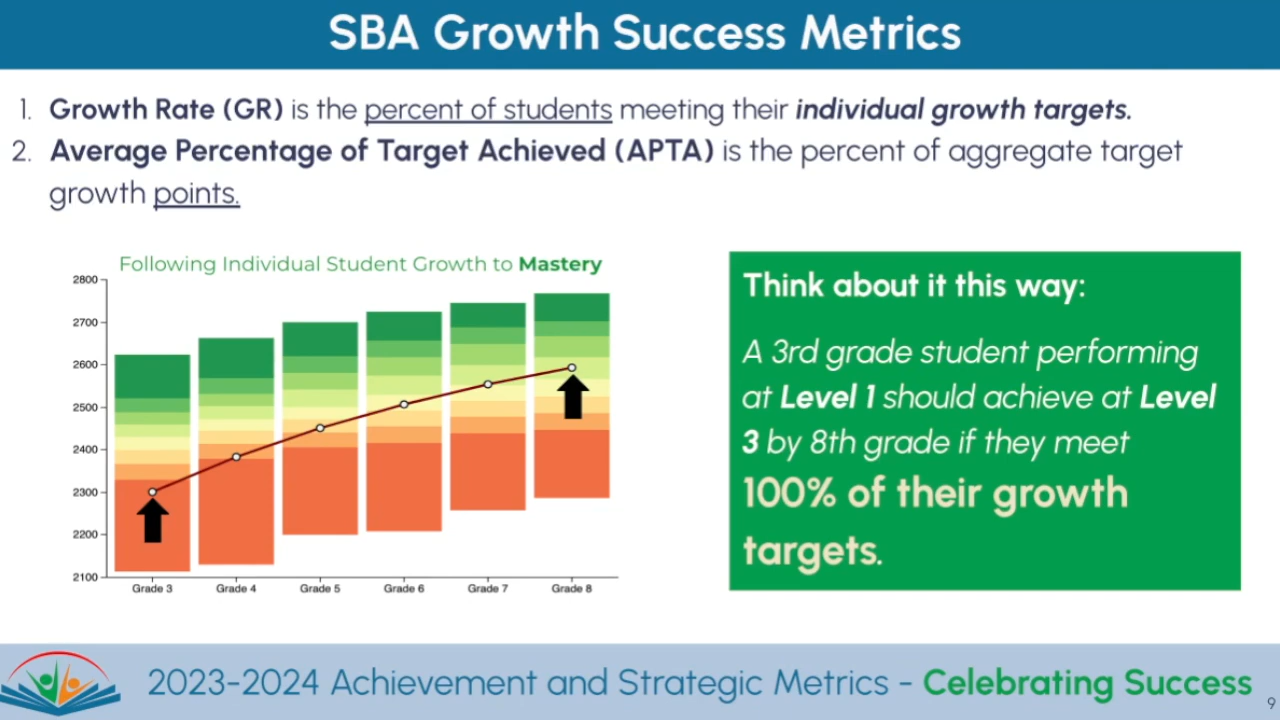 SBA Growth Success Metrics
1. Growth Rate (GR) is the percent of students meeting their individual growth targets.
2. Average Percentage of Target Achieved (APTA) is the percent of aggregate target
growth points.
Following Individual Student Growth to Mastery
2800
2700
2600
2500
2400
2300
2200
2100
Grade 3 Grade 4 Grade 5 Grade 6 Grade 7 Grade 8
Think about it this way:
A 3rd grade student performing
at Level 1 should achieve at Level
3 by 8th grade if they meet
100% of their growth
targets.
2023-2024 Achievement and Strategic Metrics - Celebrating Success
9